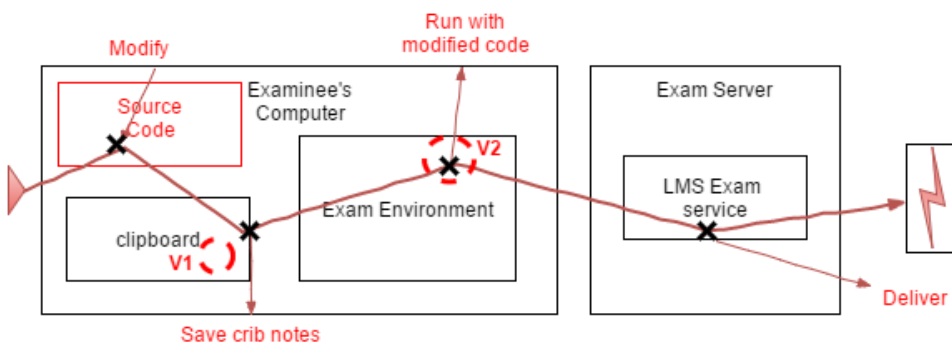 Run with
modified code
Modify
Source
Code
Examinee's
Computer
Exam Server
V2
LMS Exam
service
Exam Environment
clipboard
V1
Deliver
Save crib notes